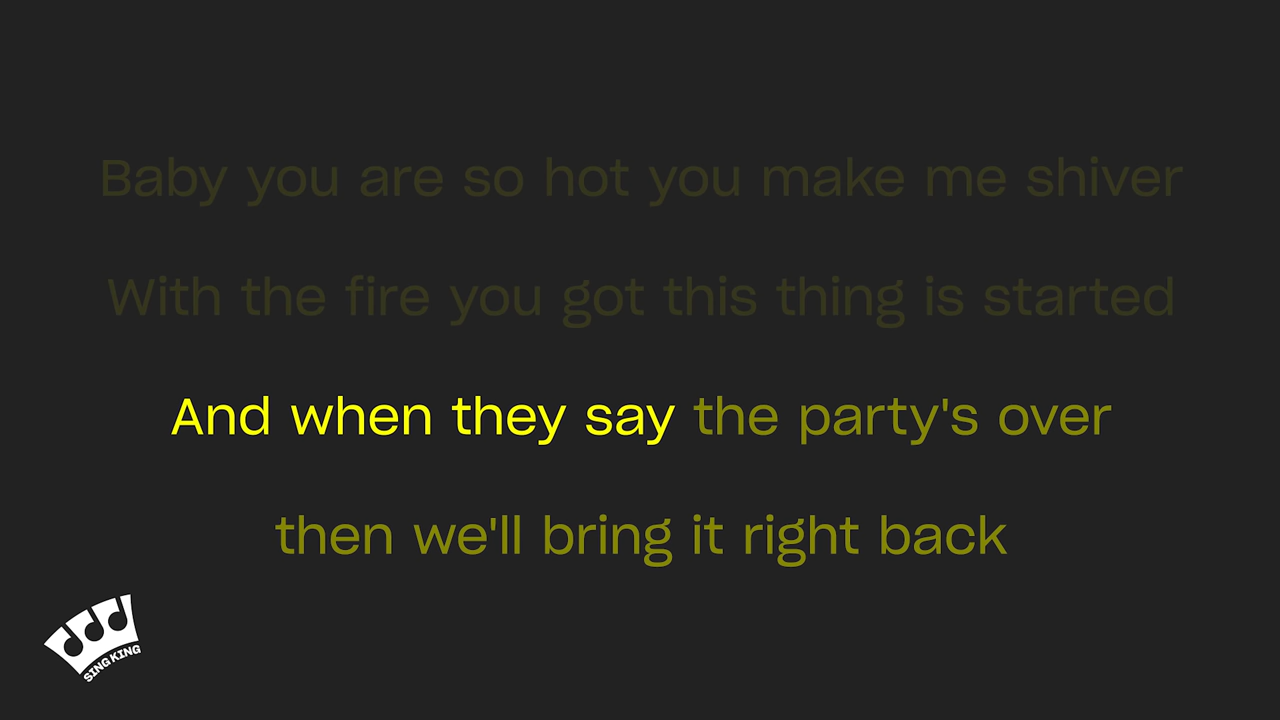 Baby you are so hot you make me shiver
With the fire you got this thing is started
And when they say the party's over
then we'll bring it right back
SING KING